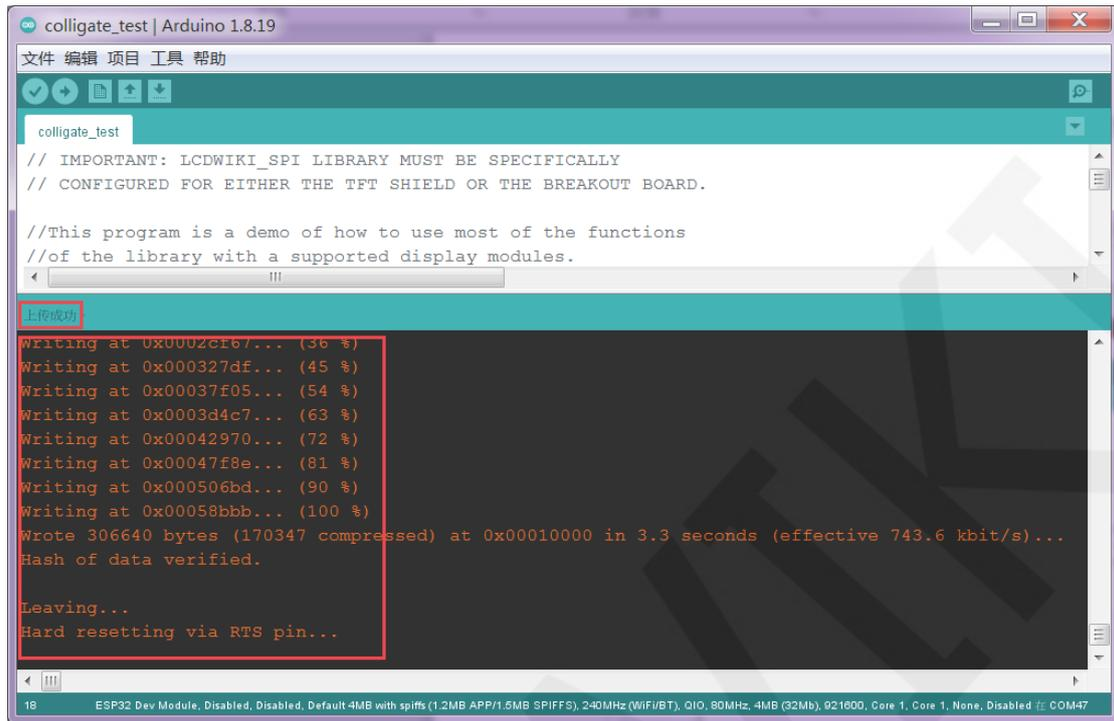 colligate_test | Arduino 1.8.19
文件 编辑 项目 工具 帮助
colligate_test
// IMPORTANT: LCDWIKI_SPI LIBRARY MUST BE SPECIFICALLY
// CONFIGURED FOR EITHER THE TFT SHIELD OR THE BREAKOUT BOARD.
//This program is a demo of how to use most of the functions
//of the library with a supported display modules.
上传成功
Writing at 0x0002cf67... (36 %)
Writing at 0x000327df... (45 %)
Writing at 0x00037f05... (54 %)
Writing at 0x0003d4c7... (63 %)
Writing at 0x00042970... (72 %)
Writing at 0x00047f8e... (81 %)
Writing at 0x000506bd... (90 %)
Writing at 0x00058bbb... (100 %)
Wrote 306640 bytes (170347 compressed) at 0x00010000 in 3.3 seconds (effective 743.6 kbit/s)...
Hash of data verified.
Leaving...
Hard resetting via RTS pin...
18 ESP32 Dev Module, Disabled, Disabled, Default 4MB with spiffs (1.2MB APP/1.5MB SPIFFS), 240MHz (WiFi/BT), QIO, 80MHz, 4MB (32Mb), 921600, Core 1, Core 1, None, Disabled 在 COM47